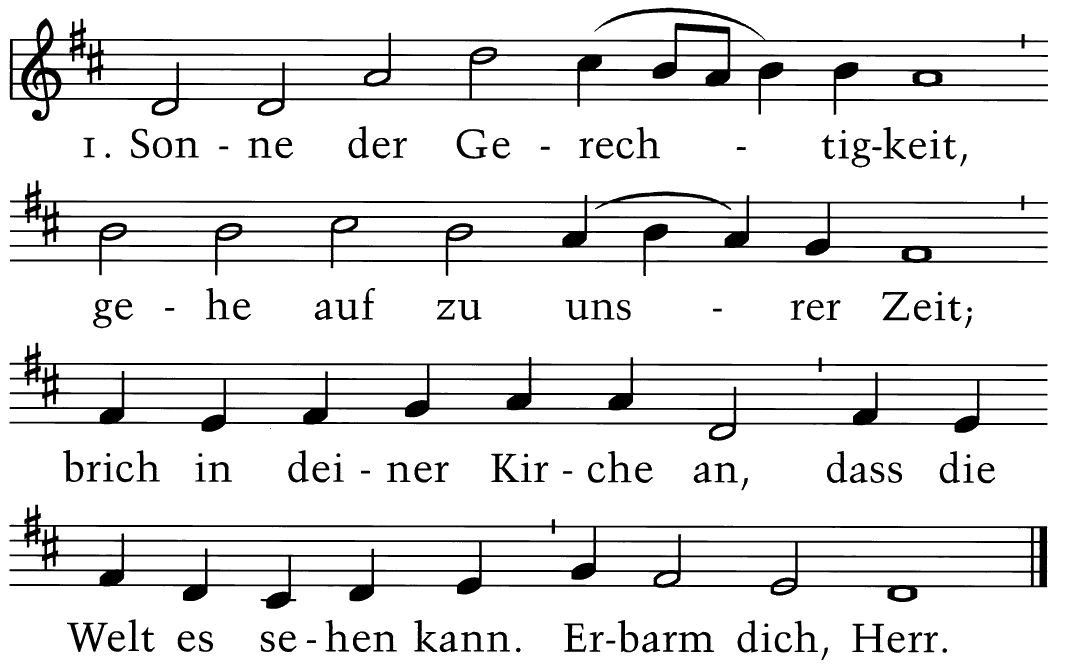 1. Son - ne der Ge - rech - tig-keit,
ge - he auf zu uns - rer Zeit;
brich in dei - ner Kir - che an, dass die
Welt es se - hen kann. Er-barm dich, Herr.